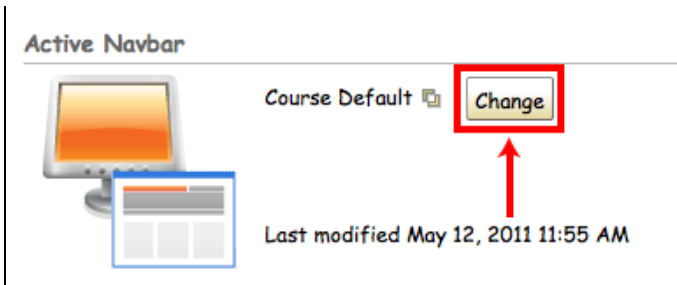 Active Navbar
Course Default Change
Last modified May 12, 2011 11:55 AM